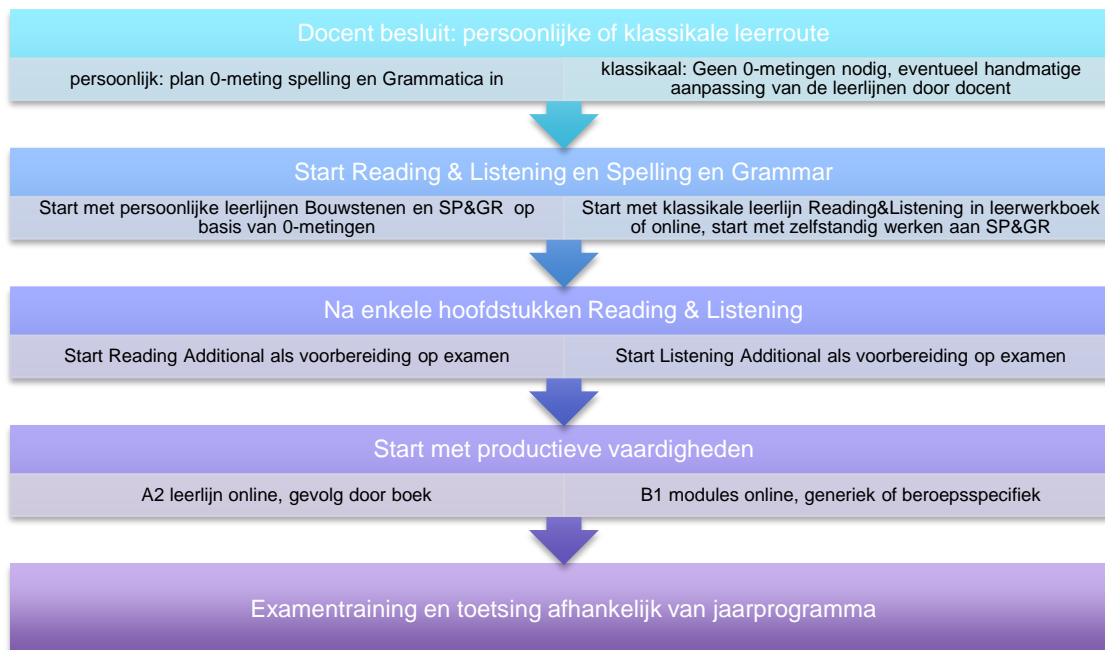 Docent besluit: persoonlijke of klassikale leerroute
persoonlijk: plan 0-meting spelling en Grammatica in
klassikaal: Geen 0-metingen nodig, eventueel handmatige
aanpassing van de leerlijnen door docent
Start Reading & Listening en Spelling en Grammar
Start met persoonlijke leerlijnen Bouwstenen en SP&GR op
basis van 0-metingen
Start met klassikale leerlijn Reading&Listening in leerwerkboek
of online, start met zelfstandig werken aan SP&GR
Na enkele hoofdstukken Reading & Listening
Start Reading Additional als voorbereiding op examen
Start Listening Additional als voorbereiding op examen
Start met productieve vaardigheden
A2 leerlijn online, gevolg door boek
B1 modules online, generiek of beroepsspecifiek
Examentraining en toetsing afhankelijk van jaarprogramma